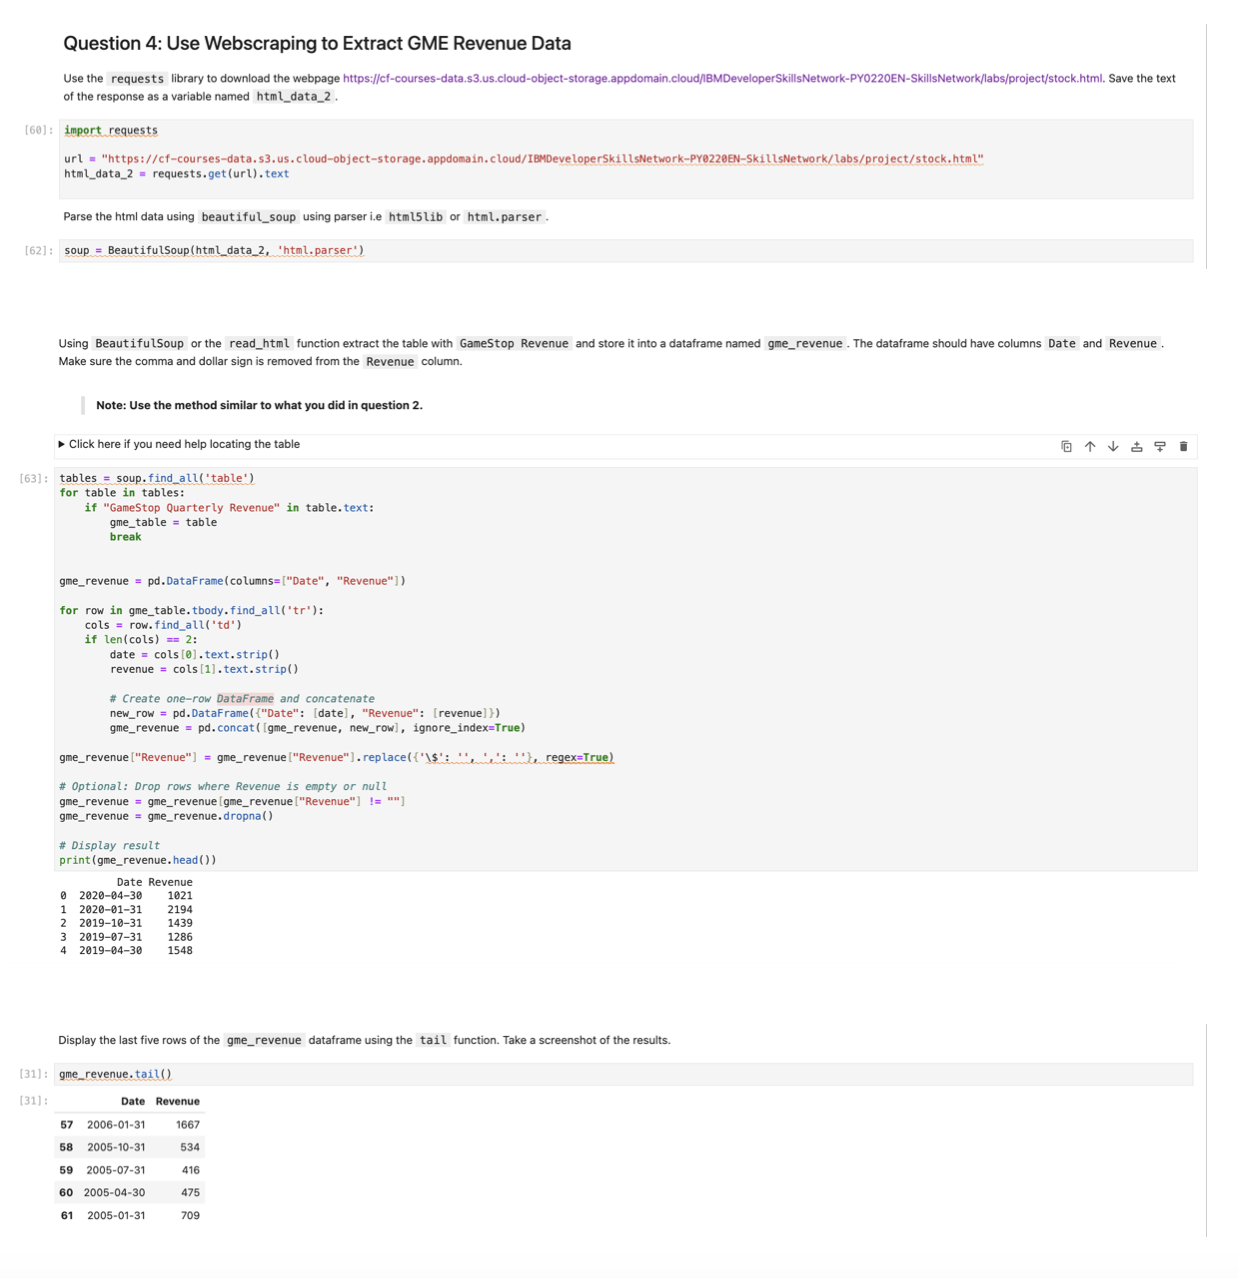 Question 4: Use Webscraping to Extract GME Revenue Data
Use the requests library to download the webpage https://cf-courses-data.s3.us.cloud-object-storage.appdomain.cloud/IBMDeveloperSkillsNetwork-PY0220EN-SkillsNetwork/labs/project/stock.html. Save the text
of the response as a variable named html_data_2.
[60]:
import requests
url = "https://cf-courses-data.s3.us.cloud-object-storage.appdomain.cloud/IBMDeveloperSkillsNetwork-PY0220EN-SkillsNetwork/labs/project/stock.html"
html_data_2 = requests.get(url).text
Parse the html data using beautiful_soup using parser i.e html5lib or html.parser.
[62]:
soup = BeautifulSoup(html_data_2, 'html.parser')
Using BeautifulSoup or the read_html function extract the table with GameStop Revenue and store it into a dataframe named gme_revenue. The dataframe should have columns Date and Revenue.
Make sure the comma and dollar sign is removed from the Revenue column.
Note: Use the method similar to what you did in question 2.
▶ Click here if you need help locating the table
[63]:
tables = soup.find_all('table')
for table in tables:
    if "GameStop Quarterly Revenue" in table.text:
        gme_table = table
        break
gme_revenue = pd.DataFrame(columns=["Date", "Revenue"])
for row in gme_table.tbody.find_all('tr'):
    cols = row.find_all('td')
    if len(cols) == 2:
        date = cols[0].text.strip()
        revenue = cols[1].text.strip()
        # Create one-row DataFrame and concatenate
        new_row = pd.DataFrame({"Date": [date], "Revenue": [revenue]})
        gme_revenue = pd.concat([gme_revenue, new_row], ignore_index=True)
gme_revenue["Revenue"] = gme_revenue["Revenue"].replace({'\$': '', ',': ''}, regex=True)
# Optional: Drop rows where Revenue is empty or null
gme_revenue = gme_revenue[gme_revenue["Revenue"] != ""]
gme_revenue = gme_revenue.dropna()
# Display result
print(gme_revenue.head())
Date Revenue
0 2020-04-30 1021
1 2020-01-31 2194
2 2019-10-31 1439
3 2019-07-31 1286
4 2019-04-30 1548
Display the last five rows of the gme_revenue dataframe using the tail function. Take a screenshot of the results.
[31]:
gme_revenue.tail()
[31]:
Date Revenue
57 2006-01-31 1667
58 2005-10-31 534
59 2005-07-31 416
60 2005-04-30 475
61 2005-01-31 709